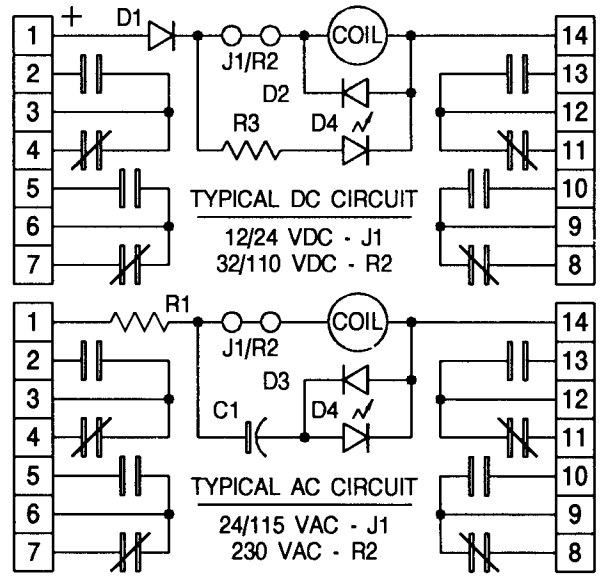 1 + D1 COIL 14
J1/R2
2 13
D2
3 R3 D4 12
4 11
5 10
TYPICAL DC CIRCUIT
6 9
12/24 VDC - J1
7 32/110 VDC - R2 8
R1
1 COIL 14
J1/R2
2 13
D3
3 12
C1 D4
4 11
5 10
TYPICAL AC CIRCUIT
6 9
24/115 VAC - J1
7 230 VAC - R2 8